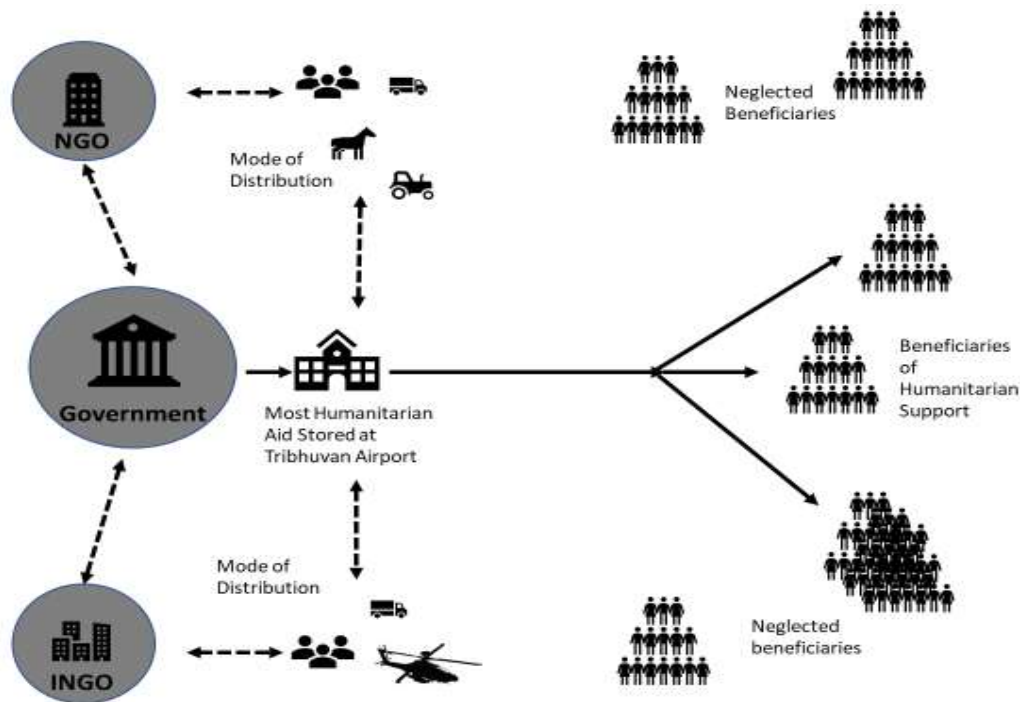 NGO
Mode of
Distribution
Neglected
Beneficiaries
Government
Most Humanitarian
Aid Stored at
Tribhuvan Airport
Beneficiaries
of
Humanitarian
Support
Mode of
Distribution
INGO
Neglected
beneficiaries